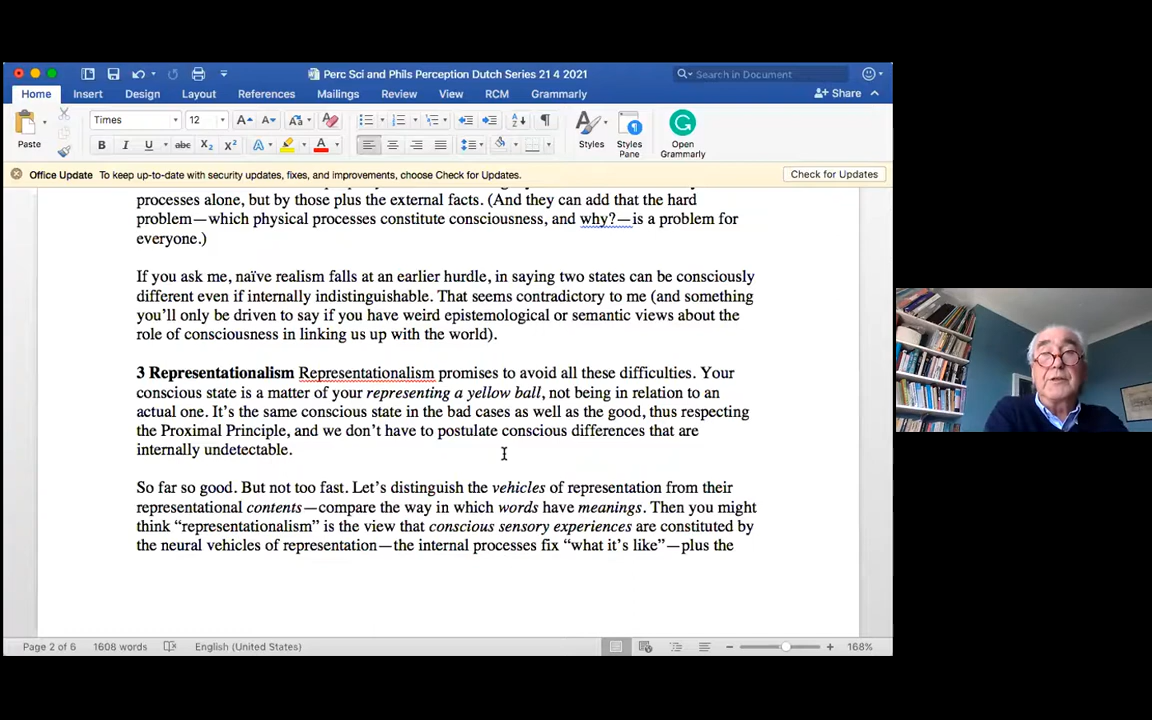 Perc Sci and Phils Perception Dutch Series 21 4 2021
Search in Document
Home Insert Design Layout References Mailings Review View RCM Grammarly
Share
Paste
Times 12
B I U abc X2 X2 A A
Styles
Styles Pane
Open Grammarly
Office Update To keep up-to-date with security updates, fixes, and improvements, choose Check for Updates.
Check for Updates
processes alone, but by those plus the external facts. (And they can add that the hard
problem—which physical processes constitute consciousness, and why?—is a problem for
everyone.)
If you ask me, naïve realism falls at an earlier hurdle, in saying two states can be consciously
different even if internally indistinguishable. That seems contradictory to me (and something
you'll only be driven to say if you have weird epistemological or semantic views about the
role of consciousness in linking us up with the world).
3 Representationalism Representationalism promises to avoid all these difficulties. Your
conscious state is a matter of your representing a yellow ball, not being in relation to an
actual one. It's the same conscious state in the bad cases as well as the good, thus respecting
the Proximal Principle, and we don't have to postulate conscious differences that are
internally undetectable.
So far so good. But not too fast. Let's distinguish the vehicles of representation from their
representational contents—compare the way in which words have meanings. Then you might
think “representationalism” is the view that conscious sensory experiences are constituted by
the neural vehicles of representation—the internal processes fix “what it's like”—plus the
Page 2 of 6 1608 words English (United States) 168%